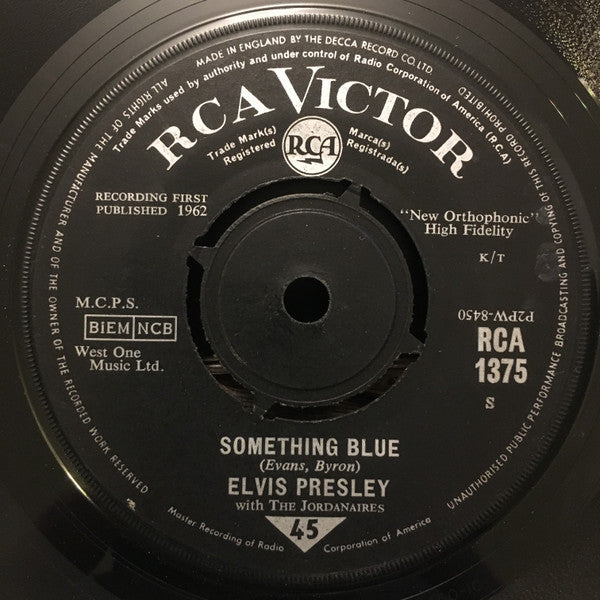 MADE IN ENGLAND BY THE DECCA RECORD CO. LTD.
Trade Marks used by authority and under control of Radio Corporation of America (R.C.A)
ALL RIGHTS OF THE MANUFACTURER AND OF THE OWNER OF THE RECORDED WORK RESERVED
UNAUTHORISED PUBLIC PERFORMANCE BROADCASTING AND COPYING OF THIS RECORD PROHIBITED
RCA VICTOR
Trade Mark(s)
Registered
RCA
Marca(s)
Registrada(s)
RECORDING FIRST
PUBLISHED 1962
"New Orthophonic"
High Fidelity
K/T
M.C.P.S.
BIEM NCB
West One
Music Ltd.
P2PW-8450
RCA
1375
S
SOMETHING BLUE
(Evans, Byron)
ELVIS PRESLEY
with THE JORDANAIRES
45
Master Recording of Radio Corporation of America